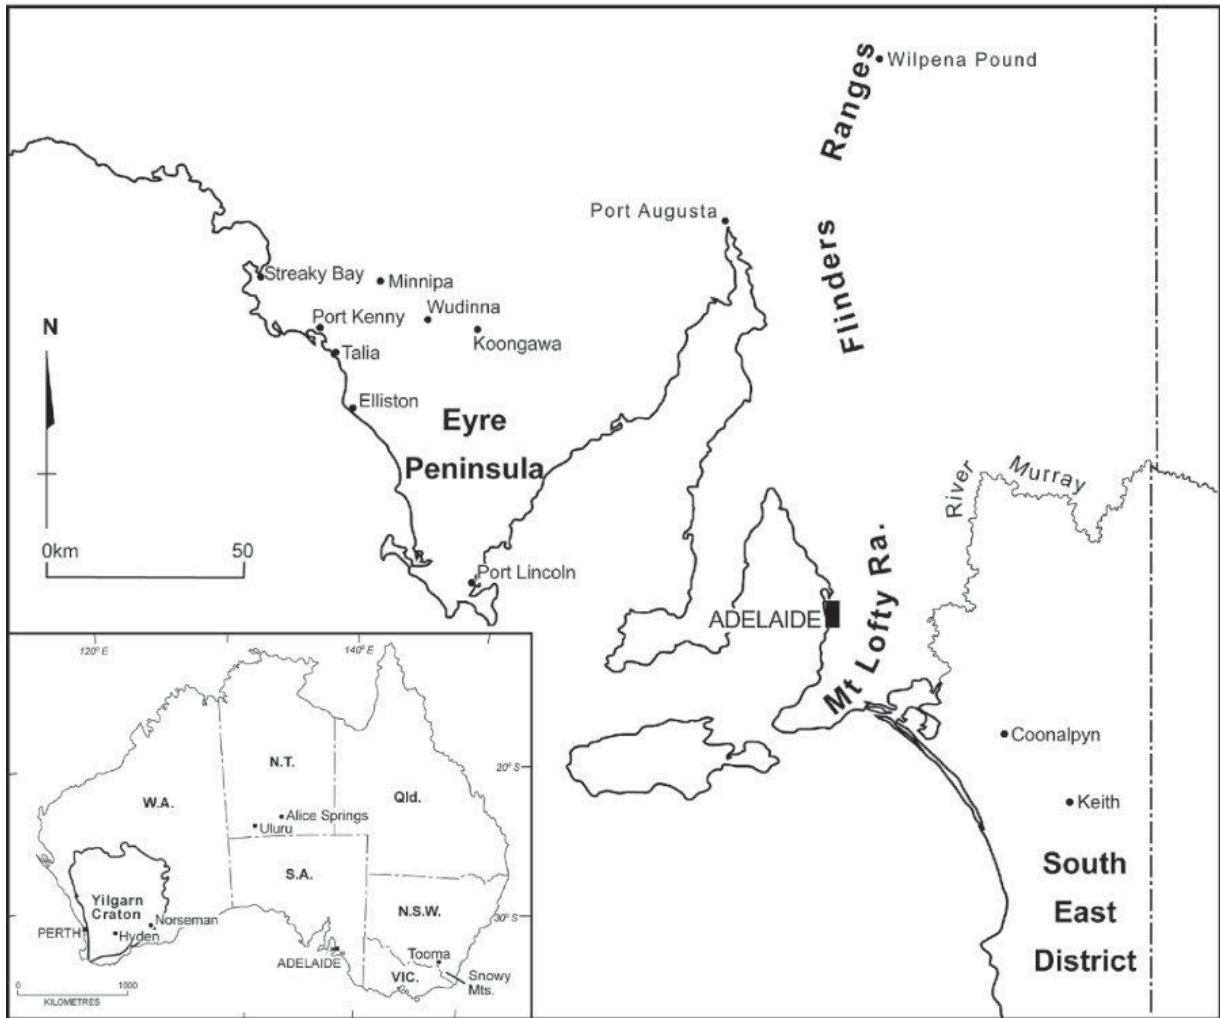 Wilpena Pound
Flinders Ranges
Port Augusta
Streaky Bay
Minnipa
Wudinna
Port Kenny
Koongawa
Talia
N
Elliston
Eyre
Peninsula
River Murray
0km 50
Port Lincoln
ADELAIDE
Mt Lofty Ra.
Coonalpyn
Keith
South
East
District
120° E 140° E
20° S
N.T.
W.A.
Qld.
Alice Springs
Uluru
S.A.
Yilgarn
Craton
N.S.W.
Norseman
30° S
PERTH
Hyden
Tooma
ADELAIDE
VIC.
Snowy
Mts.
0 1000
KILOMETRES